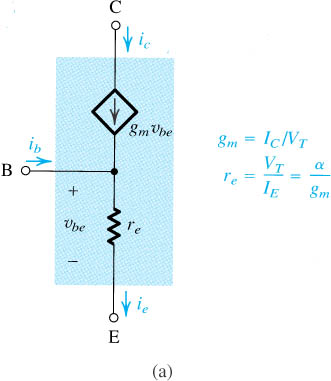 C
i_c
g_m v_be
i_b
g_m = I_C/V_T
B
+
r_e = V_T/I_E = α/g_m
v_be
r_e
−
i_e
E
(a)